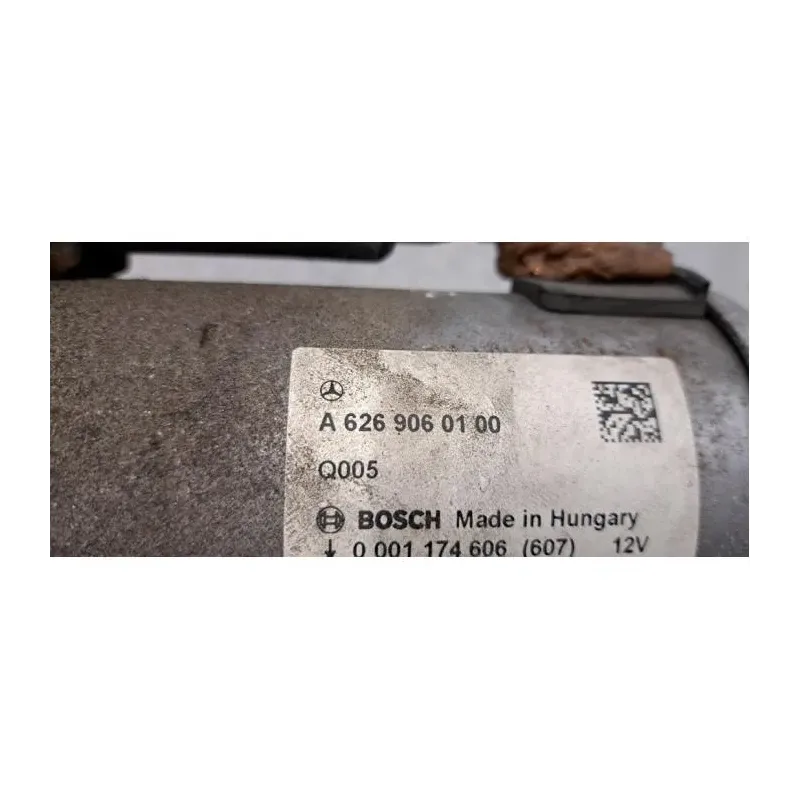 A 626 906 01 00
Q005
BOSCH Made in Hungary
0 001 174 606 (607) 12V